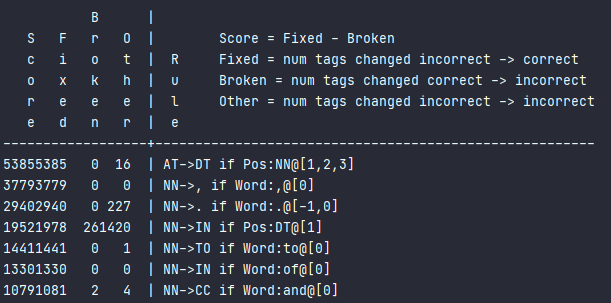 B      |
   S   F   r   O  |        Score = Fixed - Broken
   c   i   o   t  |  R     Fixed = num tags changed incorrect -> correct
   o   x   k   h  |  u     Broken = num tags changed correct -> incorrect
   r   e   e   e  |  l     Other = num tags changed incorrect -> incorrect
   e   d   n   r  |  e
------------------+-------------------------------------------------------
53855385   0  16  | AT->DT if Pos:NN@[1,2,3]
37793779   0   0  | NN->, if Word:,@[0]
29402940   0 227  | NN->. if Word:.@[-1,0]
19521978  261420  | NN->IN if Pos:DT@[1]
14411441   0   1  | NN->TO if Word:to@[0]
13301330   0   0  | NN->IN if Word:of@[0]
10791081   2   4  | NN->CC if Word:and@[0]